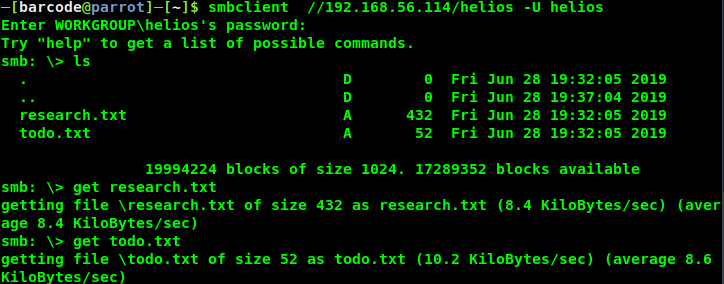 ─[barcode@parrot]─[~]$ smbclient  //192.168.56.114/helios -U helios
Enter WORKGROUP\helios's password:
Try "help" to get a list of possible commands.
smb: \> ls
  .                                   D        0  Fri Jun 28 19:32:05 2019
  ..                                  D        0  Fri Jun 28 19:37:04 2019
  research.txt                        A      432  Fri Jun 28 19:32:05 2019
  todo.txt                            A       52  Fri Jun 28 19:32:05 2019
                19994224 blocks of size 1024. 17289352 blocks available
smb: \> get research.txt
getting file \research.txt of size 432 as research.txt (8.4 KiloBytes/sec) (aver
age 8.4 KiloBytes/sec)
smb: \> get todo.txt
getting file \todo.txt of size 52 as todo.txt (10.2 KiloBytes/sec) (average 8.6
KiloBytes/sec)